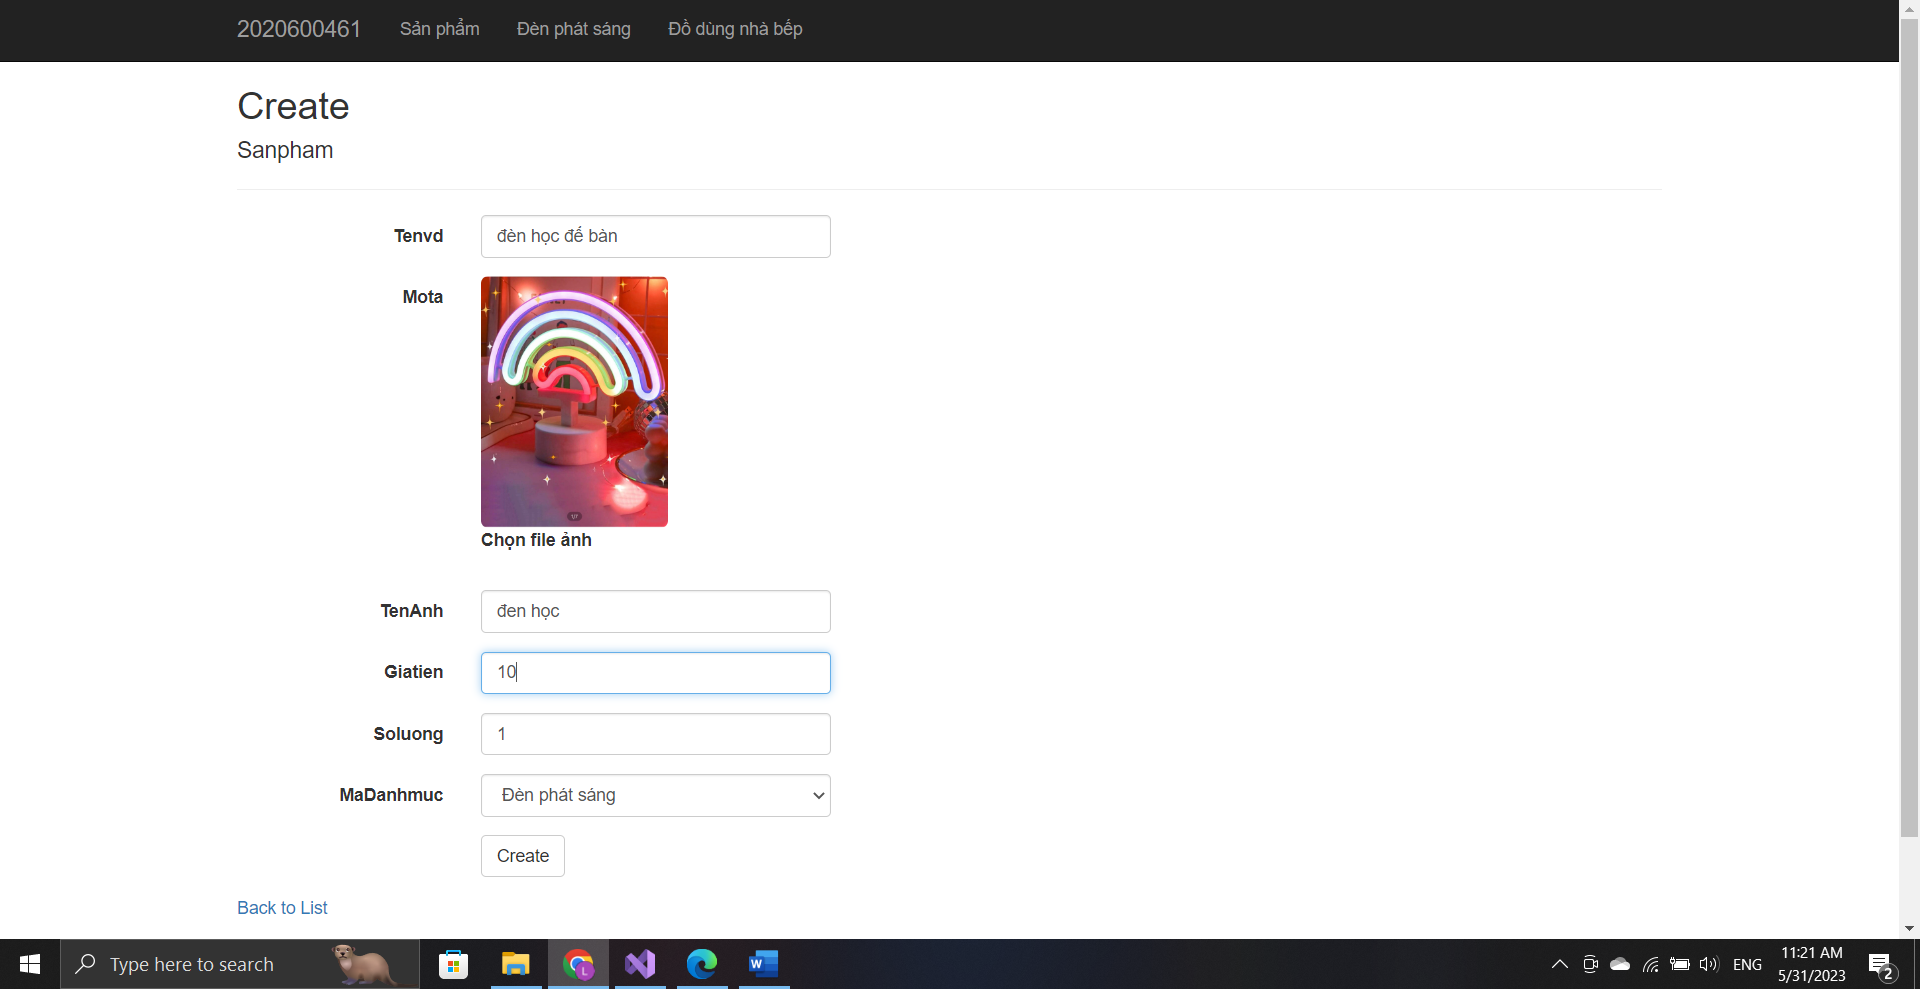 2020600461 Sản phẩm Đèn phát sáng Đồ dùng nhà bếp
Create
Sanpham
Tenvd đèn học để bàn
Mota
Chọn file ảnh
TenAnh đen học
Giatien 10
Soluong 1
MaDanhmuc Đèn phát sáng
Create
Back to List
Type here to search
L
W
ENG
11:21 AM
5/31/2023
2